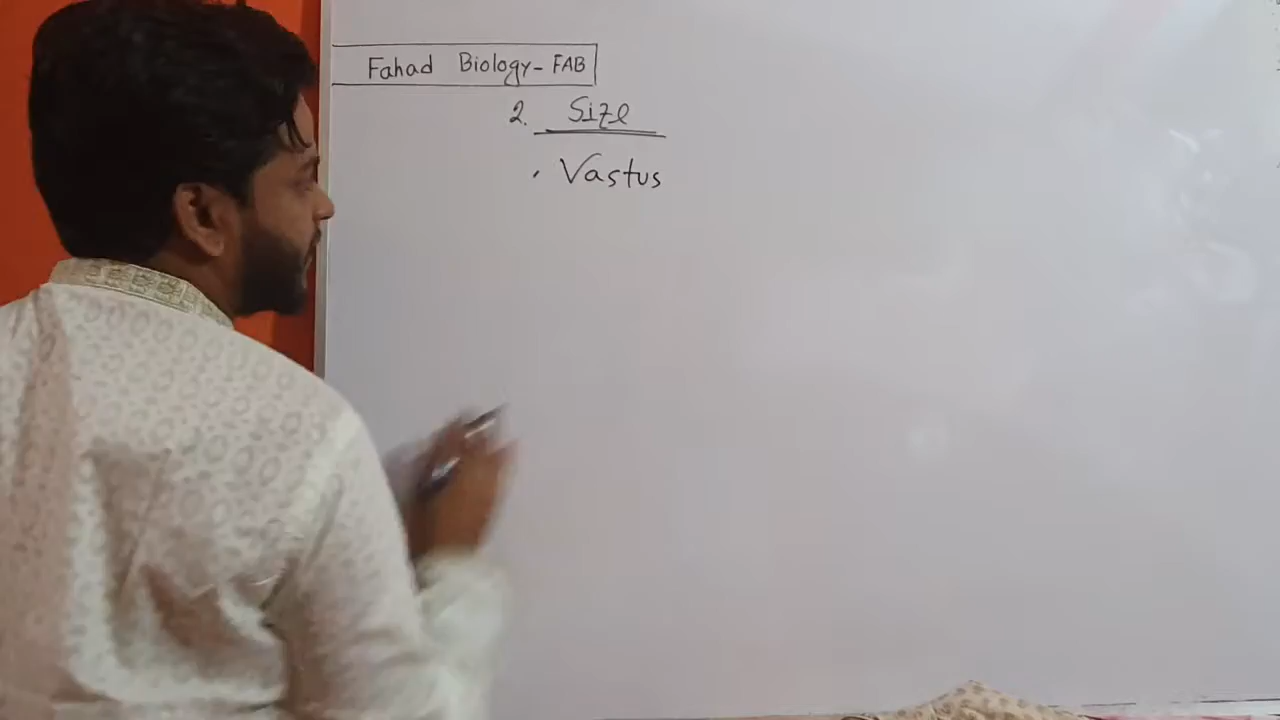 Fahad Biology - FAB
2. Size
• Vastus